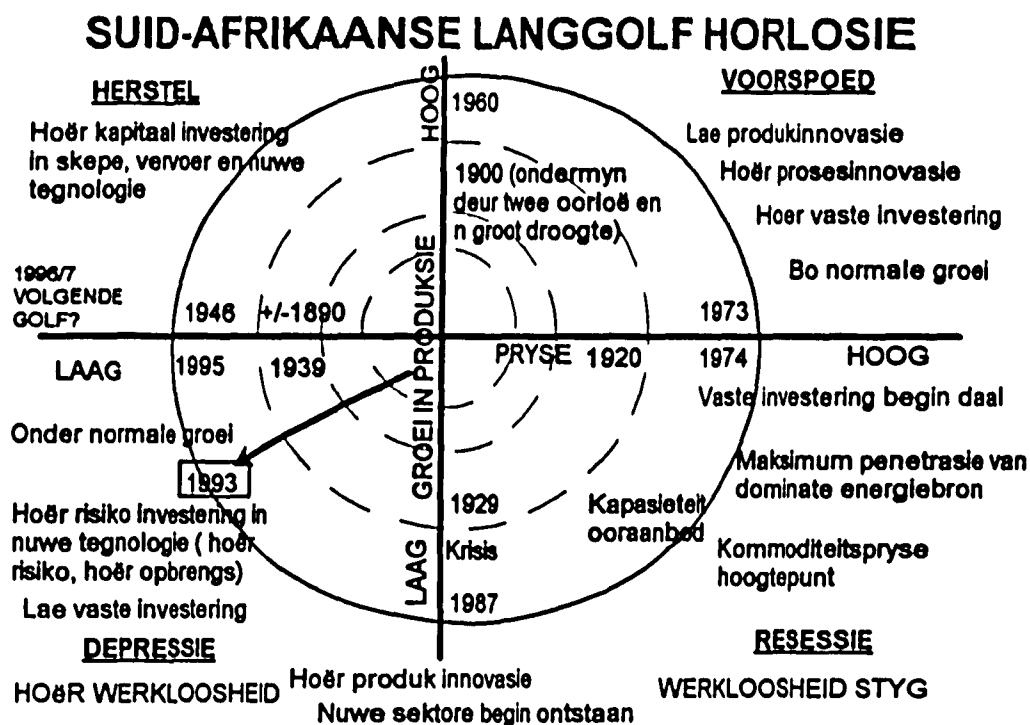 SUID-AFRIKAANSE LANGGOLF HORLOSIE
HERSTEL
Hoër kapitaal investering
in skepe, vervoer en nuwe
tegnologie
HOOG
1960
1900 (ondermyn
deur twee oorloë en
n groot droogte)
VOORSPOED
Lae produkinnovasie
Hoër prosesinnovasie
Hoer vaste investering
Bo normale groei
1996/7
VOLGENDE
GOLF?
1946
+/-1890
1973
GROEI IN PRODUKSIE
LAAG
1995
1939
PRYSE
1920
1974
HOOG
Onder normale groei
1993
Hoër risiko investering in
nuwe tegnologie ( hoër
risiko, hoër opbrengs)
Lae vaste investering
DEPRESSIE
HOëR WERKLOOSHEID
LAAG
1929
Krisis
1987
Hoër produk innovasie
Nuwe sektore begin ontstaan
Vaste investering begin daal
Maksimum penetrasie van
dominate energiebron
Kapasieteit
ooraanbod
Kommoditeitspryse
hoogtepunt
RESESSIE
WERKLOOSHEID STYG